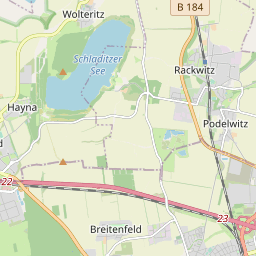 B 184
Wolteritz
Schladitzer
See
Rackwitz
Hayna
Podelwitz
d
22
23
Breitenfeld